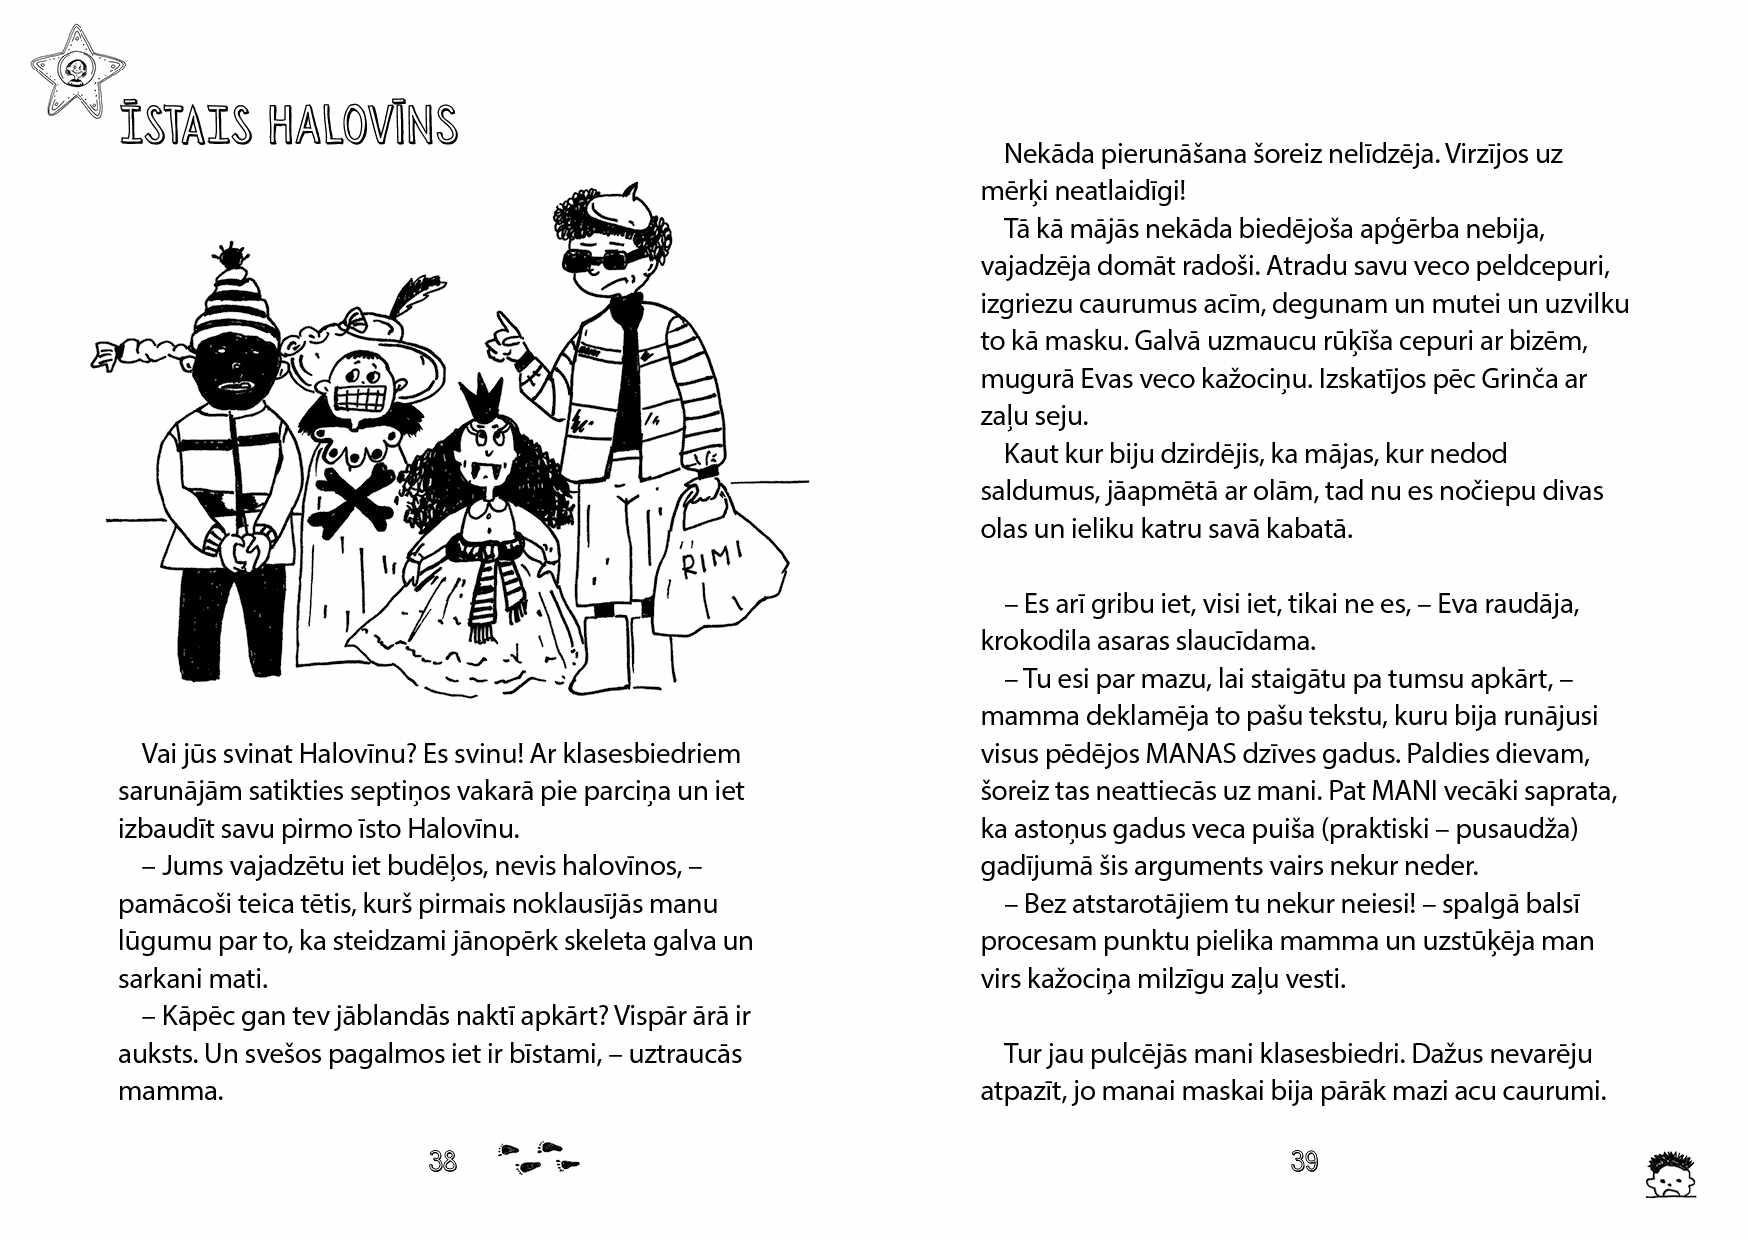 ĪSTAIS HALOVĪNS
RIMI
Vai jūs svinat Halovīnu? Es svinu! Ar klasesbiedriem
sarunājām satikties septiņos vakarā pie parciņa un iet
izbaudīt savu pirmo īsto Halovīnu.
– Jums vajadzētu iet budēļos, nevis halovīnos, –
pamācoši teica tētis, kurš pirmais noklausījās manu
lūgumu par to, ka steidzami jānopērk skeleta galva un
sarkani mati.
– Kāpēc gan tev jāblandās naktī apkārt? Vispār ārā ir
auksts. Un svešos pagalmos iet ir bīstami, – uztraucās
mamma.
38
Nekāda pierunāšana šoreiz nelīdzēja. Virzījos uz
mērķi neatlaidīgi!
Tā kā mājās nekāda biedējoša apģērba nebija,
vajadzēja domāt radoši. Atradu savu veco peldcepuri,
izgriezu caurumus acīm, degunam un mutei un uzvilku
to kā masku. Galvā uzmaucu rūķīša cepuri ar bizēm,
mugurā Evas veco kažociņu. Izskatījos pēc Grinča ar
zaļu seju.
Kaut kur biju dzirdējis, ka mājas, kur nedod
saldumus, jāapmētā ar olām, tad nu es nočiepu divas
olas un ieliku katru savā kabatā.
– Es arī gribu iet, visi iet, tikai ne es, – Eva raudāja,
krokodila asaras slaucīdama.
– Tu esi par mazu, lai staigātu pa tumsu apkārt, –
mamma deklamēja to pašu tekstu, kuru bija runājusi
visus pēdējos MANAS dzīves gadus. Paldies dievam,
šoreiz tas neattiecās uz mani. Pat MANI vecāki saprata,
ka astoņus gadus veca puiša (praktiski – pusaudža)
gadījumā šis arguments vairs nekur neder.
– Bez atstarotājiem tu nekur neiesi! – spalgā balsī
procesam punktu pielika mamma un uzstūķēja man
virs kažociņa milzīgu zaļu vesti.
Tur jau pulcējās mani klasesbiedri. Dažus nevarēju
atpazīt, jo manai maskai bija pārāk mazi acu caurumi.
39